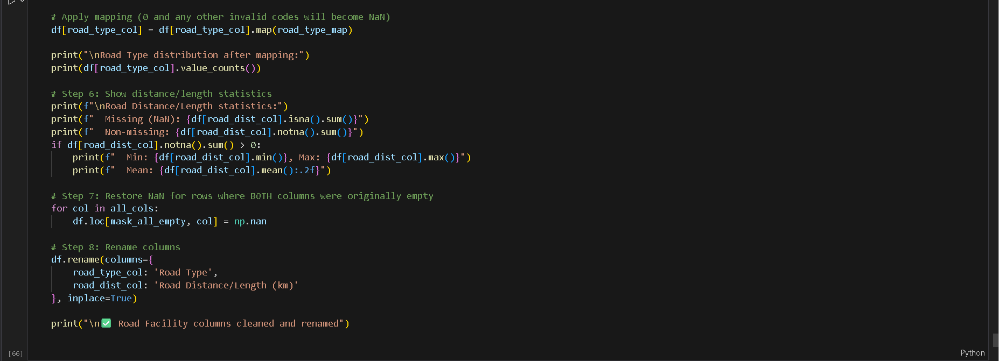 # Apply mapping (0 and any other invalid codes will become NaN)
df[road_type_col] = df[road_type_col].map(road_type_map)
print("\nRoad Type distribution after mapping:")
print(df[road_type_col].value_counts())
# Step 6: Show distance/length statistics
print(f"\nRoad Distance/Length statistics:")
print(f"  Missing (NaN): {df[road_dist_col].isna().sum()}")
print(f"  Non-missing: {df[road_dist_col].notna().sum()}")
if df[road_dist_col].notna().sum() > 0:
    print(f"  Min: {df[road_dist_col].min()}, Max: {df[road_dist_col].max()}")
    print(f"  Mean: {df[road_dist_col].mean():.2f}")
# Step 7: Restore NaN for rows where BOTH columns were originally empty
for col in all_cols:
    df.loc[mask_all_empty, col] = np.nan
# Step 8: Rename columns
df.rename(columns={
    road_type_col: 'Road Type',
    road_dist_col: 'Road Distance/Length (km)'
}, inplace=True)
print("\n✅ Road Facility columns cleaned and renamed")
[66]
Python